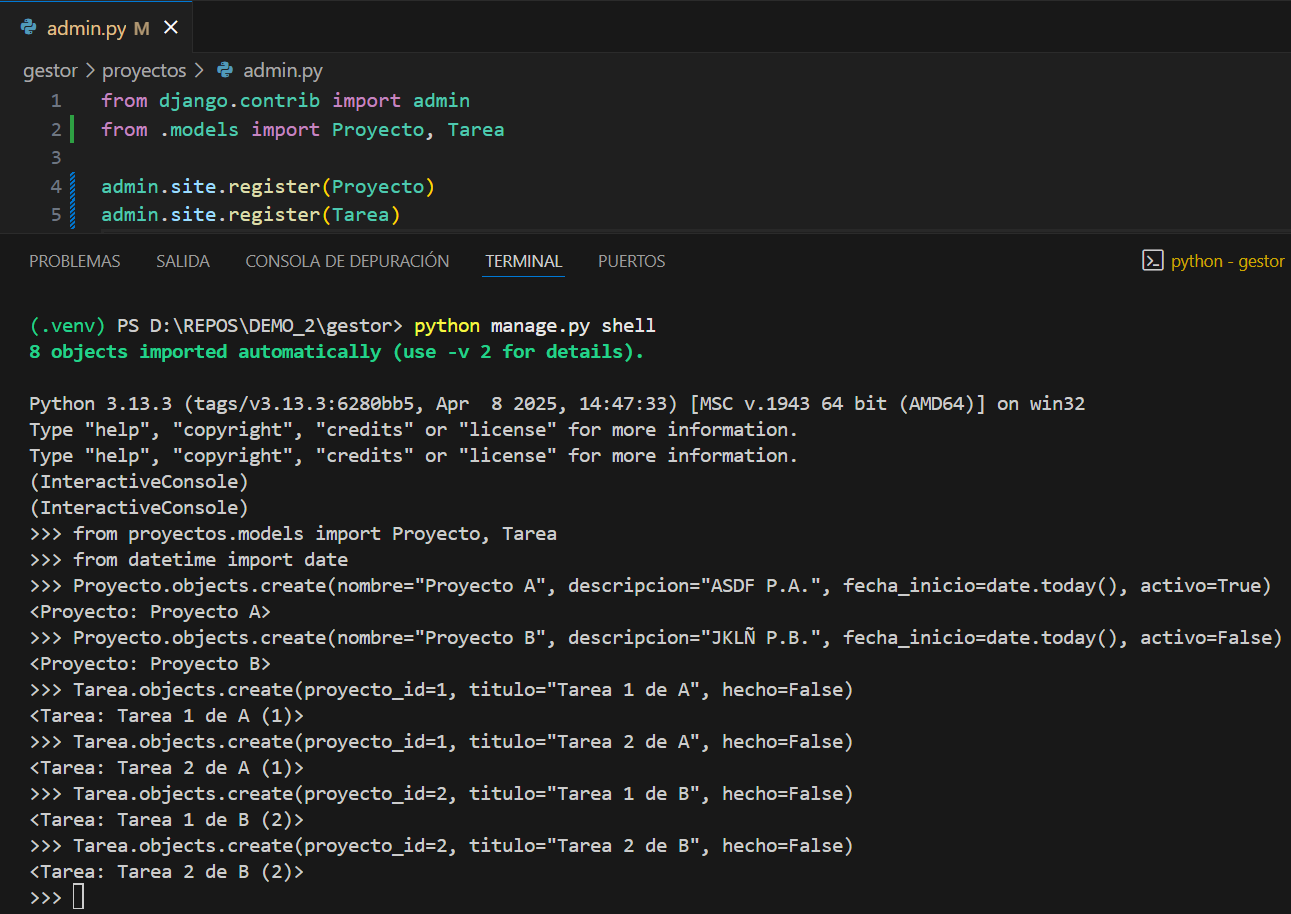 admin.py M
gestor > proyectos > admin.py
1 from django.contrib import admin
2 from .models import Proyecto, Tarea
3
4 admin.site.register(Proyecto)
5 admin.site.register(Tarea)
PROBLEMAS SALIDA CONSOLA DE DEPURACIÓN TERMINAL PUERTOS python - gestor
(.venv) PS D:\REPOS\DEMO_2\gestor> python manage.py shell
8 objects imported automatically (use -v 2 for details).
Python 3.13.3 (tags/v3.13.3:6280bb5, Apr  8 2025, 14:47:33) [MSC v.1943 64 bit (AMD64)] on win32
Type "help", "copyright", "credits" or "license" for more information.
Type "help", "copyright", "credits" or "license" for more information.
(InteractiveConsole)
(InteractiveConsole)
>>> from proyectos.models import Proyecto, Tarea
>>> from datetime import date
>>> Proyecto.objects.create(nombre="Proyecto A", descripcion="ASDF P.A.", fecha_inicio=date.today(), activo=True)
<Proyecto: Proyecto A>
>>> Proyecto.objects.create(nombre="Proyecto B", descripcion="JKLÑ P.B.", fecha_inicio=date.today(), activo=False)
<Proyecto: Proyecto B>
>>> Tarea.objects.create(proyecto_id=1, titulo="Tarea 1 de A", hecho=False)
<Tarea: Tarea 1 de A (1)>
>>> Tarea.objects.create(proyecto_id=1, titulo="Tarea 2 de A", hecho=False)
<Tarea: Tarea 2 de A (1)>
>>> Tarea.objects.create(proyecto_id=2, titulo="Tarea 1 de B", hecho=False)
<Tarea: Tarea 1 de B (2)>
>>> Tarea.objects.create(proyecto_id=2, titulo="Tarea 2 de B", hecho=False)
<Tarea: Tarea 2 de B (2)>
>>>